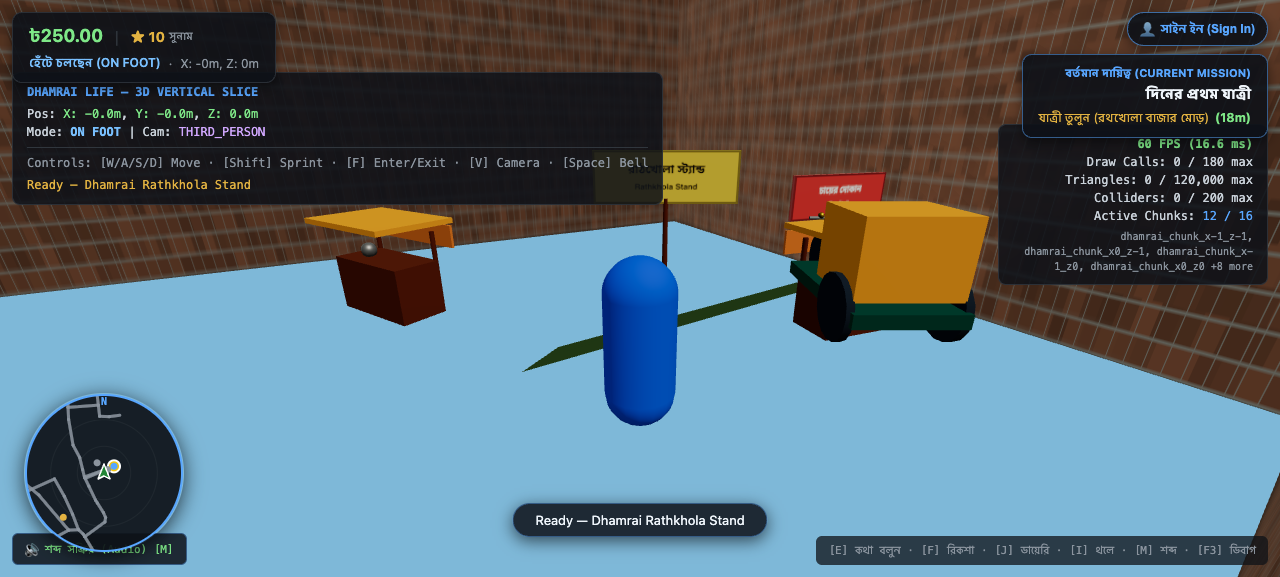 ৳250.00 | ⭐ 10 সুনাম
হেঁটে চলছেন (ON FOOT) · X: -0m, Z: 0m
DHAMRAI LIFE — 3D VERTICAL SLICE
Pos: X: -0.0m, Y: -0.0m, Z: 0.0m
Mode: ON FOOT | Cam: THIRD_PERSON
Controls: [W/A/S/D] Move · [Shift] Sprint · [F] Enter/Exit · [V] Camera · [Space] Bell
Ready — Dhamrai Rathkhola Stand
👤 সাইন ইন (Sign In)
বর্তমান দায়িত্ব (CURRENT MISSION)
দিনের প্রথম যাত্রী
যাত্রী তুলুন (রথখোলা বাজার মোড়) (18m)
60 FPS (16.6 ms)
Draw Calls: 0 / 180 max
Triangles: 0 / 120,000 max
Colliders: 0 / 200 max
Active Chunks: 12 / 16
dhamrai_chunk_x-1_z-1,
dhamrai_chunk_x0_z-1, dhamrai_chunk_x-
1_z0, dhamrai_chunk_x0_z0 +8 more
স্ট্যান্ড
Stand
চায়ের দোকান
N
শব্দ (Audio) [M]
Ready — Dhamrai Rathkhola Stand
[E] কথা বলুন · [F] রিকশা · [J] ডায়েরি · [I] থলে · [M] শব্দ · [F3] ডিবাগ